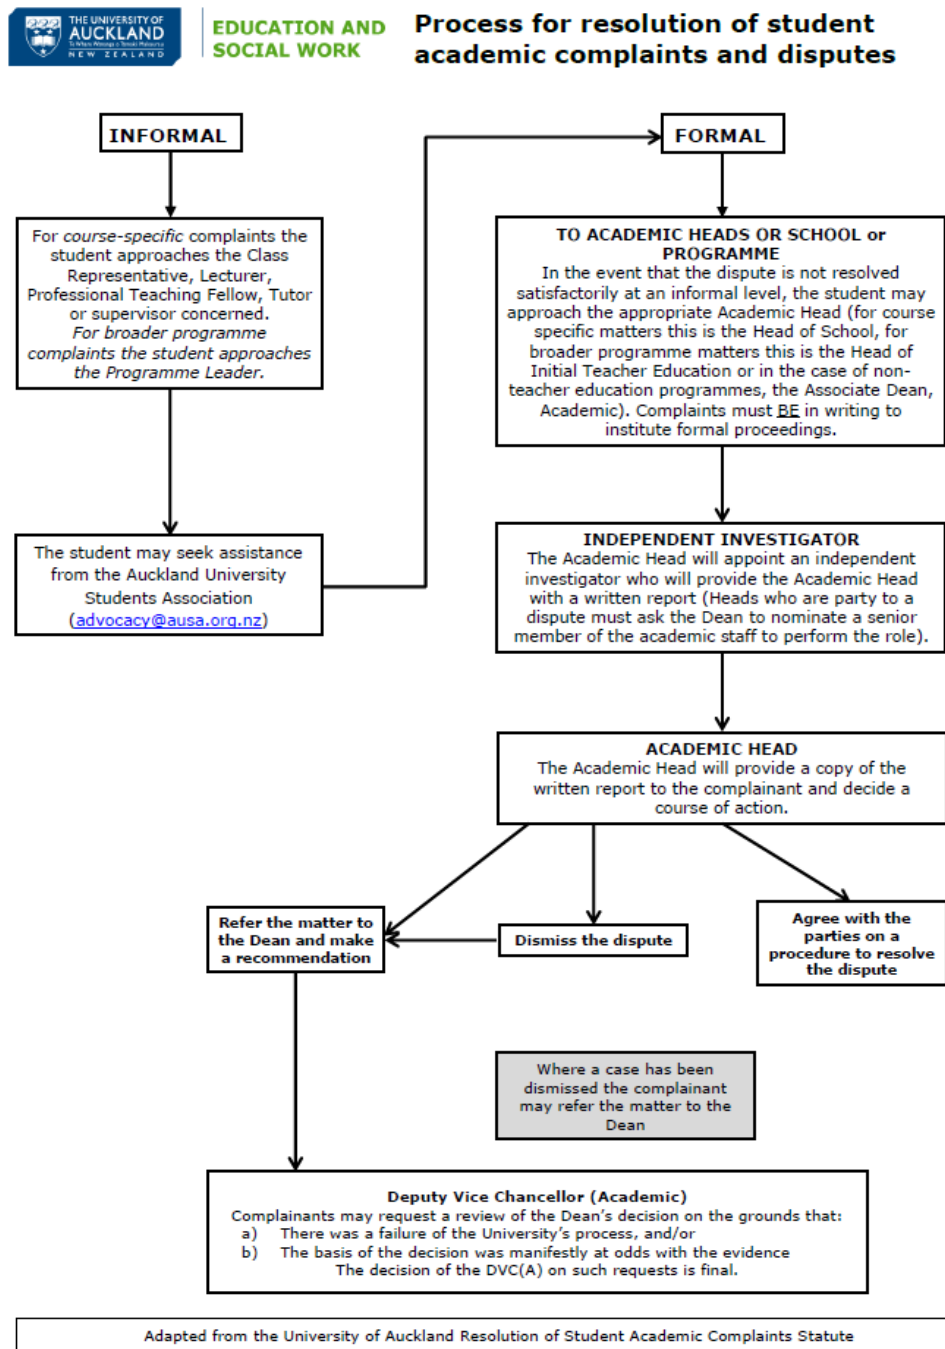 THE UNIVERSITY OF
AUCKLAND
NEW ZEALAND
EDUCATION AND
SOCIAL WORK
Process for resolution of student
academic complaints and disputes
INFORMAL
For course-specific complaints the
student approaches the Class
Representative, Lecturer,
Professional Teaching Fellow, Tutor
or supervisor concerned.
For broader programme
complaints the student approaches
the Programme Leader.
The student may seek assistance
from the Auckland University
Students Association
(advocacy@ausa.org.nz)
FORMAL
TO ACADEMIC HEADS OR SCHOOL or
PROGRAMME
In the event that the dispute is not resolved
satisfactorily at an informal level, the student may
approach the appropriate Academic Head (for course
specific matters this is the Head of School, for
broader programme matters this is the Head of
Initial Teacher Education or in the case of non-
teacher education programmes, the Associate Dean,
Academic). Complaints must BE in writing to
institute formal proceedings.
INDEPENDENT INVESTIGATOR
The Academic Head will appoint an independent
investigator who will provide the Academic Head
with a written report (Heads who are party to a
dispute must ask the Dean to nominate a senior
member of the academic staff to perform the role).
ACADEMIC HEAD
The Academic Head will provide a copy of the
written report to the complainant and decide a
course of action.
Refer the matter to
the Dean and make
a recommendation
Dismiss the dispute
Agree with the
parties on a
procedure to resolve
the dispute
Where a case has been
dismissed the complainant
may refer the matter to the
Dean
Deputy Vice Chancellor (Academic)
Complainants may request a review of the Dean's decision on the grounds that:
a) There was a failure of the University's process, and/or
b) The basis of the decision was manifestly at odds with the evidence
The decision of the DVC(A) on such requests is final.
Adapted from the University of Auckland Resolution of Student Academic Complaints Statute